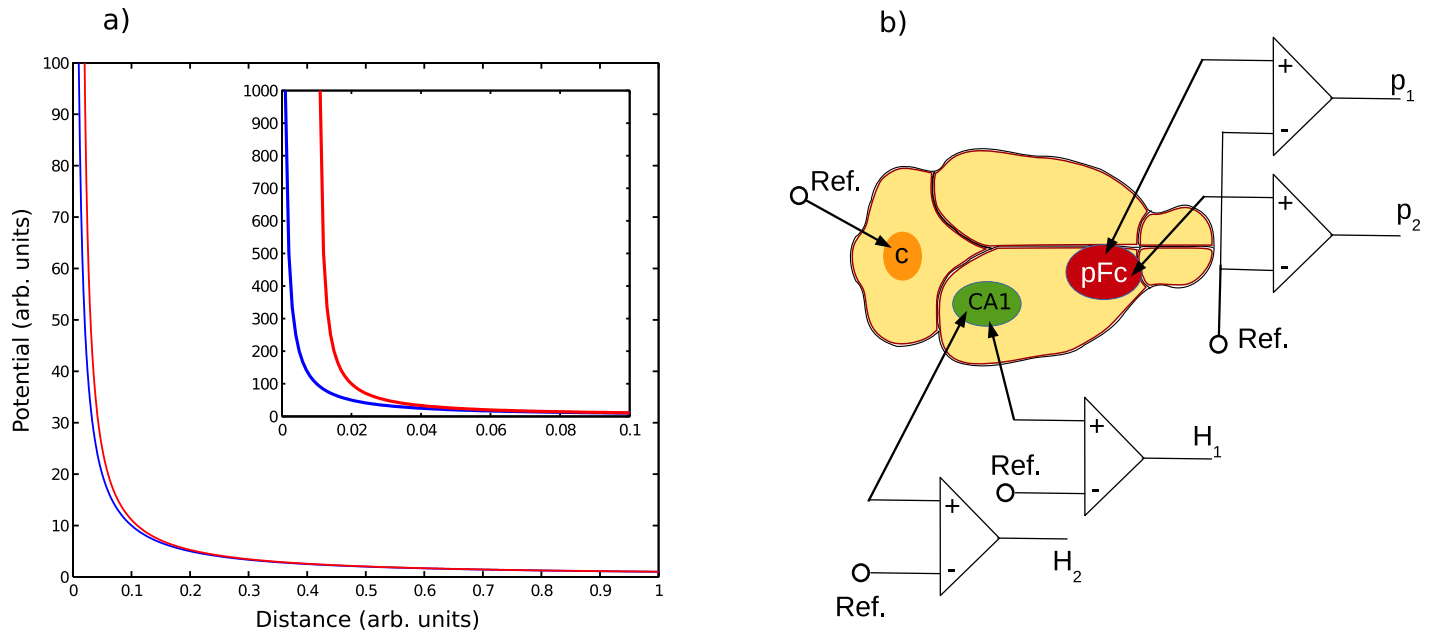 a)
Potential (arb. units)
100
90
80
70
60
50
40
30
20
10
0
0 0.1 0.2 0.3 0.4 0.5 0.6 0.7 0.8 0.9 1
Distance (arb. units)
1000
900
800
700
600
500
400
300
200
100
0
0 0.02 0.04 0.06 0.08 0.1
b)
+
-
p1
Ref.
+
-
p2
c
pFc
CA1
Ref.
+
-
H1
Ref.
+
-
H2
Ref.